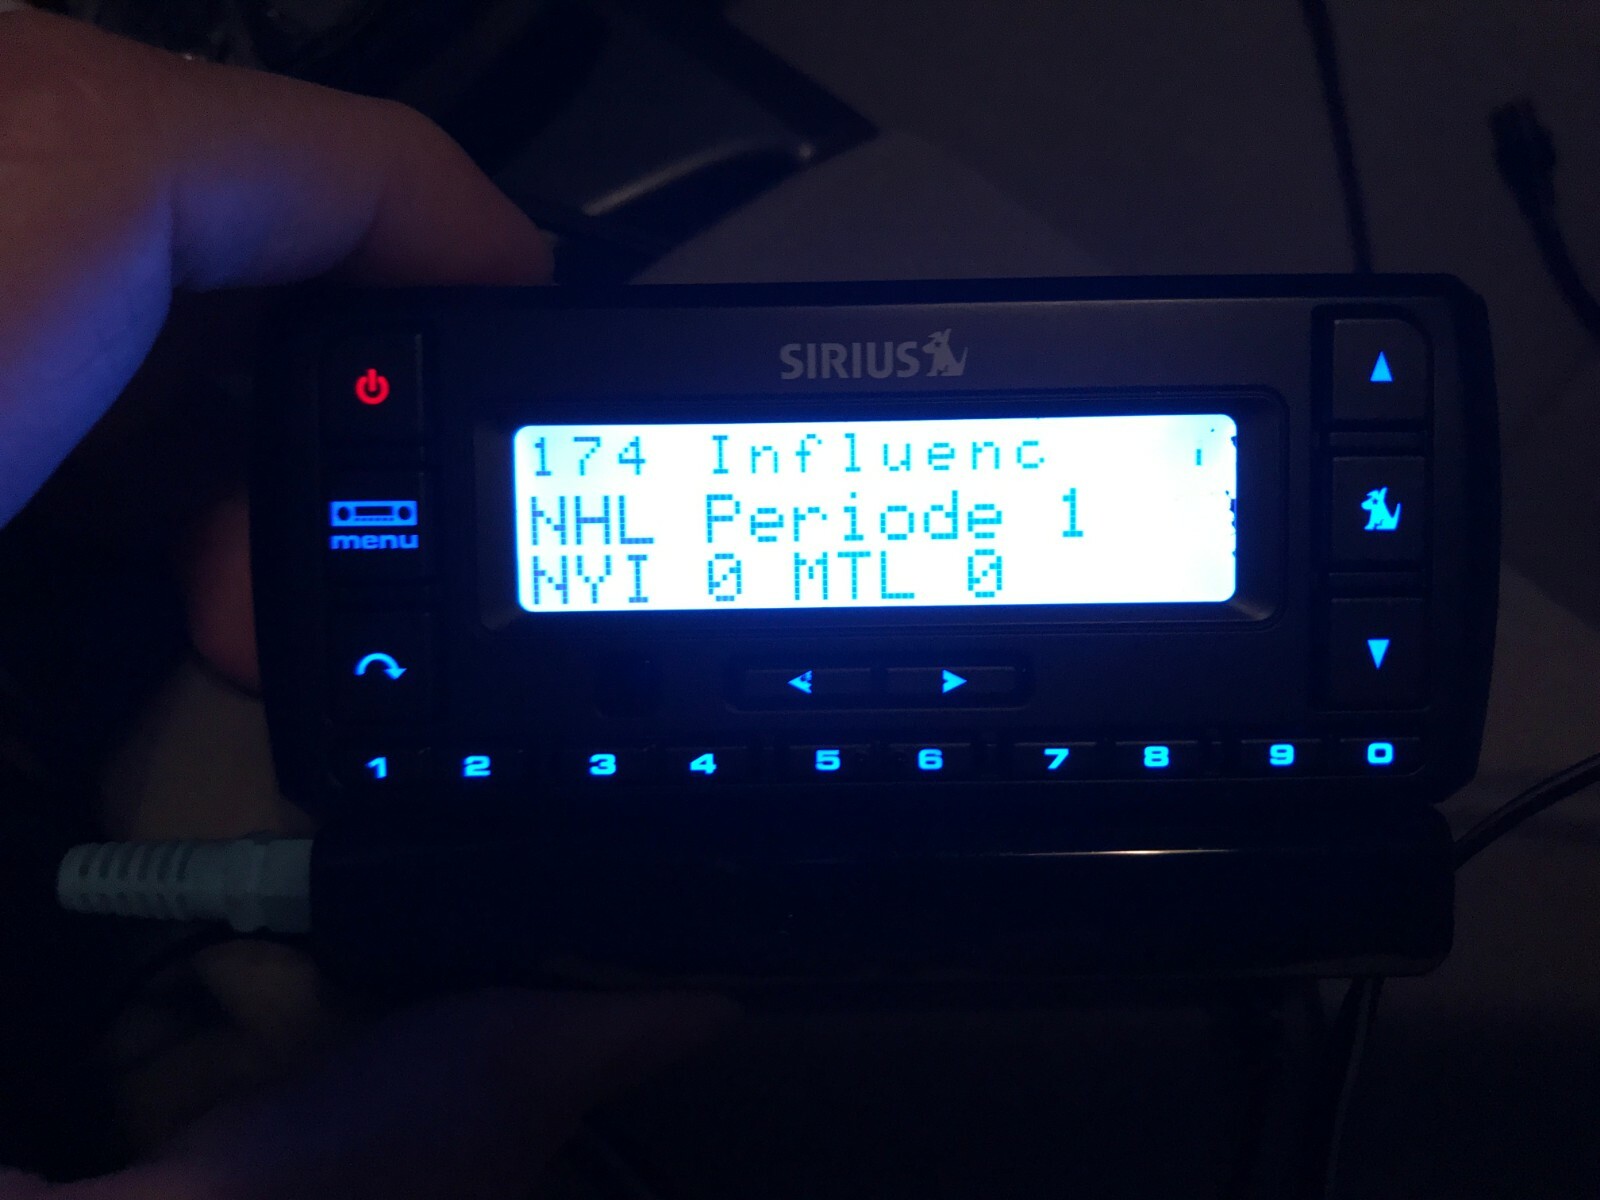 SIRIUS
174 Influenc
NHL Periode 1
NYI 0 MTL 0
menu
1 2 3 4 5 6 7 8 9 0